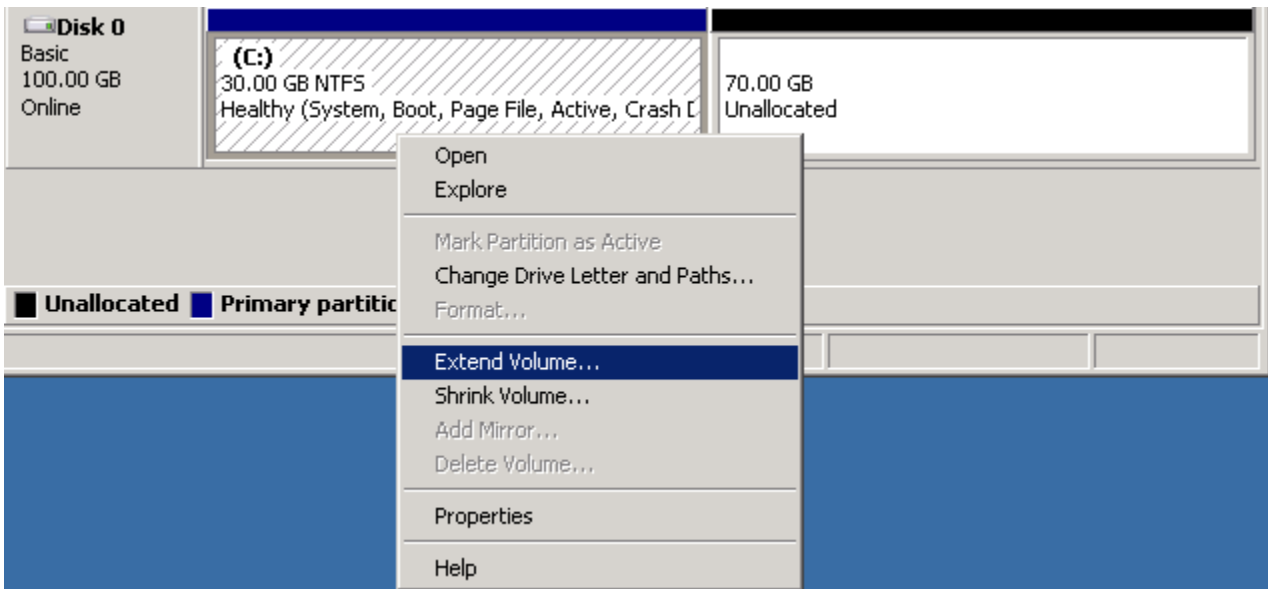 Disk 0
Basic
100.00 GB
Online
(C:)
30.00 GB NTFS
Healthy (System, Boot, Page File, Active, Crash
70.00 GB
Unallocated
Open
Explore
Mark Partition as Active
Change Drive Letter and Paths...
Format...
Unallocated Primary
Extend Volume...
Shrink Volume...
Add Mirror...
Delete Volume...
Properties
Help